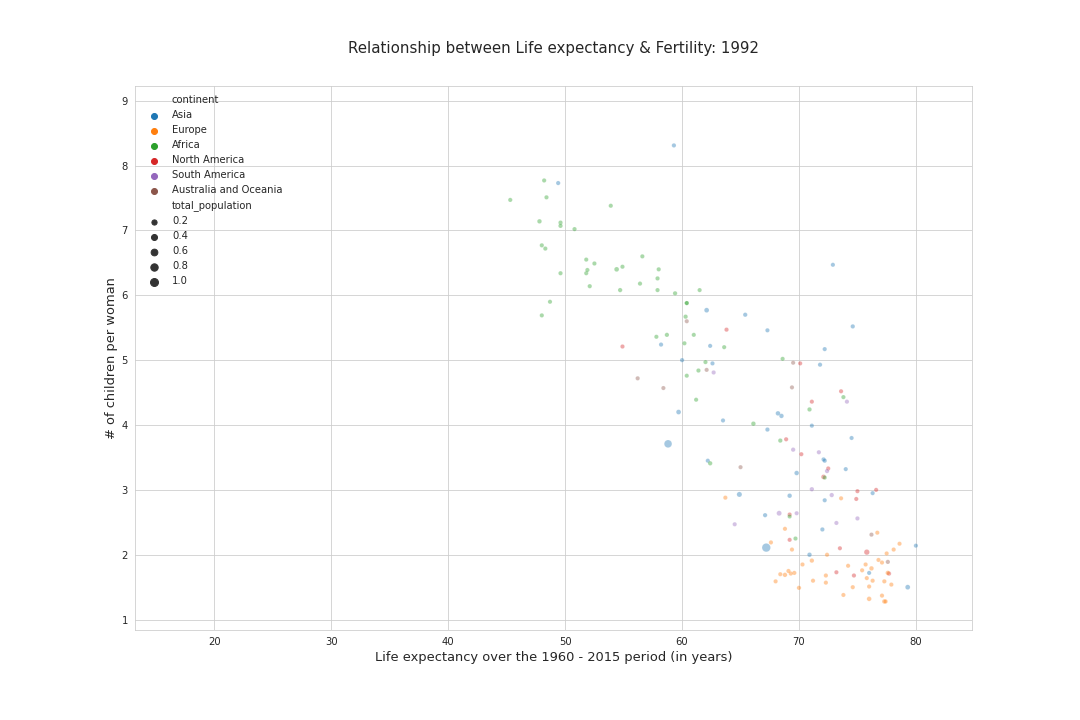 Relationship between Life expectancy & Fertility: 1992
continent
Asia
Europe
Africa
North America
South America
Australia and Oceania
total_population
0.2
0.4
0.6
0.8
1.0
9
8
7
6
5
4
3
2
1
# of children per woman
20 30 40 50 60 70 80
Life expectancy over the 1960 - 2015 period (in years)